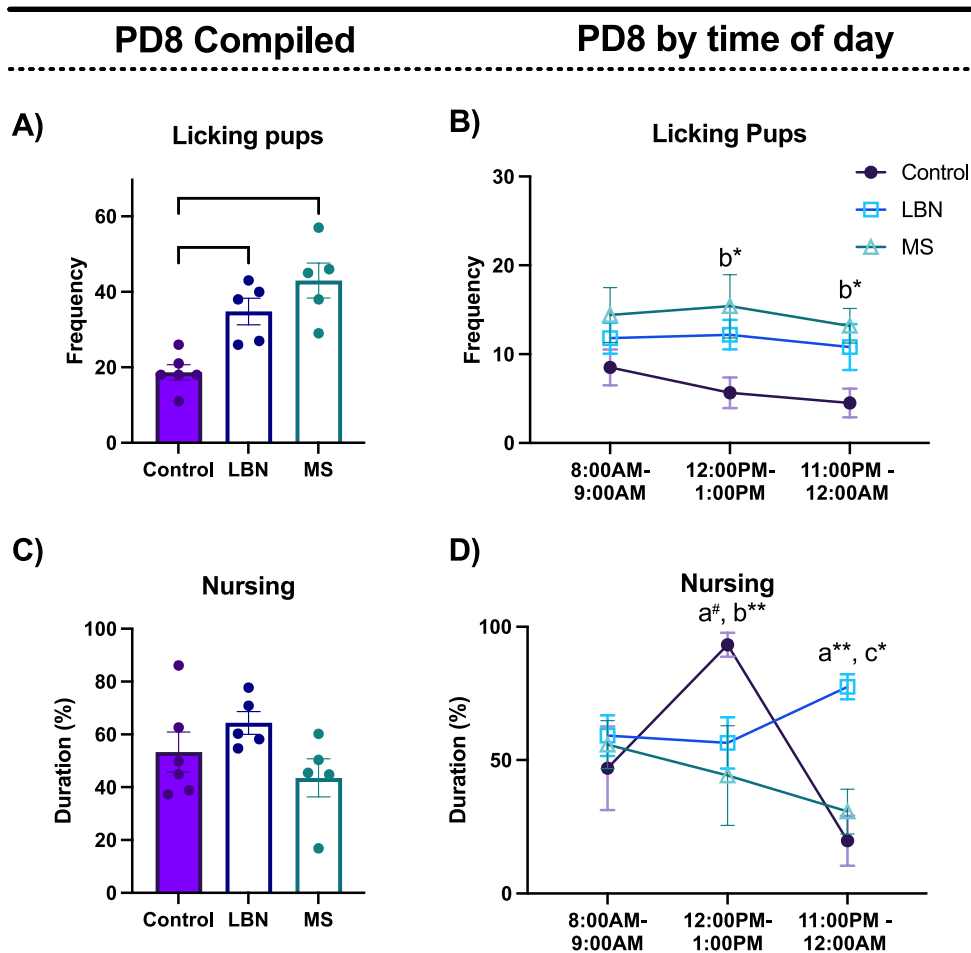 PD8 Compiled
PD8 by time of day
A)
Licking pups
Frequency
60
40
20
0
Control
LBN
MS
B)
Licking Pups
Control
LBN
MS
Frequency
30
20
10
0
b*
b*
8:00AM-
9:00AM
12:00PM-
1:00PM
11:00PM -
12:00AM
C)
Nursing
Duration (%)
100
80
60
40
20
0
Control
LBN
MS
D)
Nursing
a#, b**
a**, c*
Duration (%)
100
50
0
8:00AM-
9:00AM
12:00PM-
1:00PM
11:00PM -
12:00AM